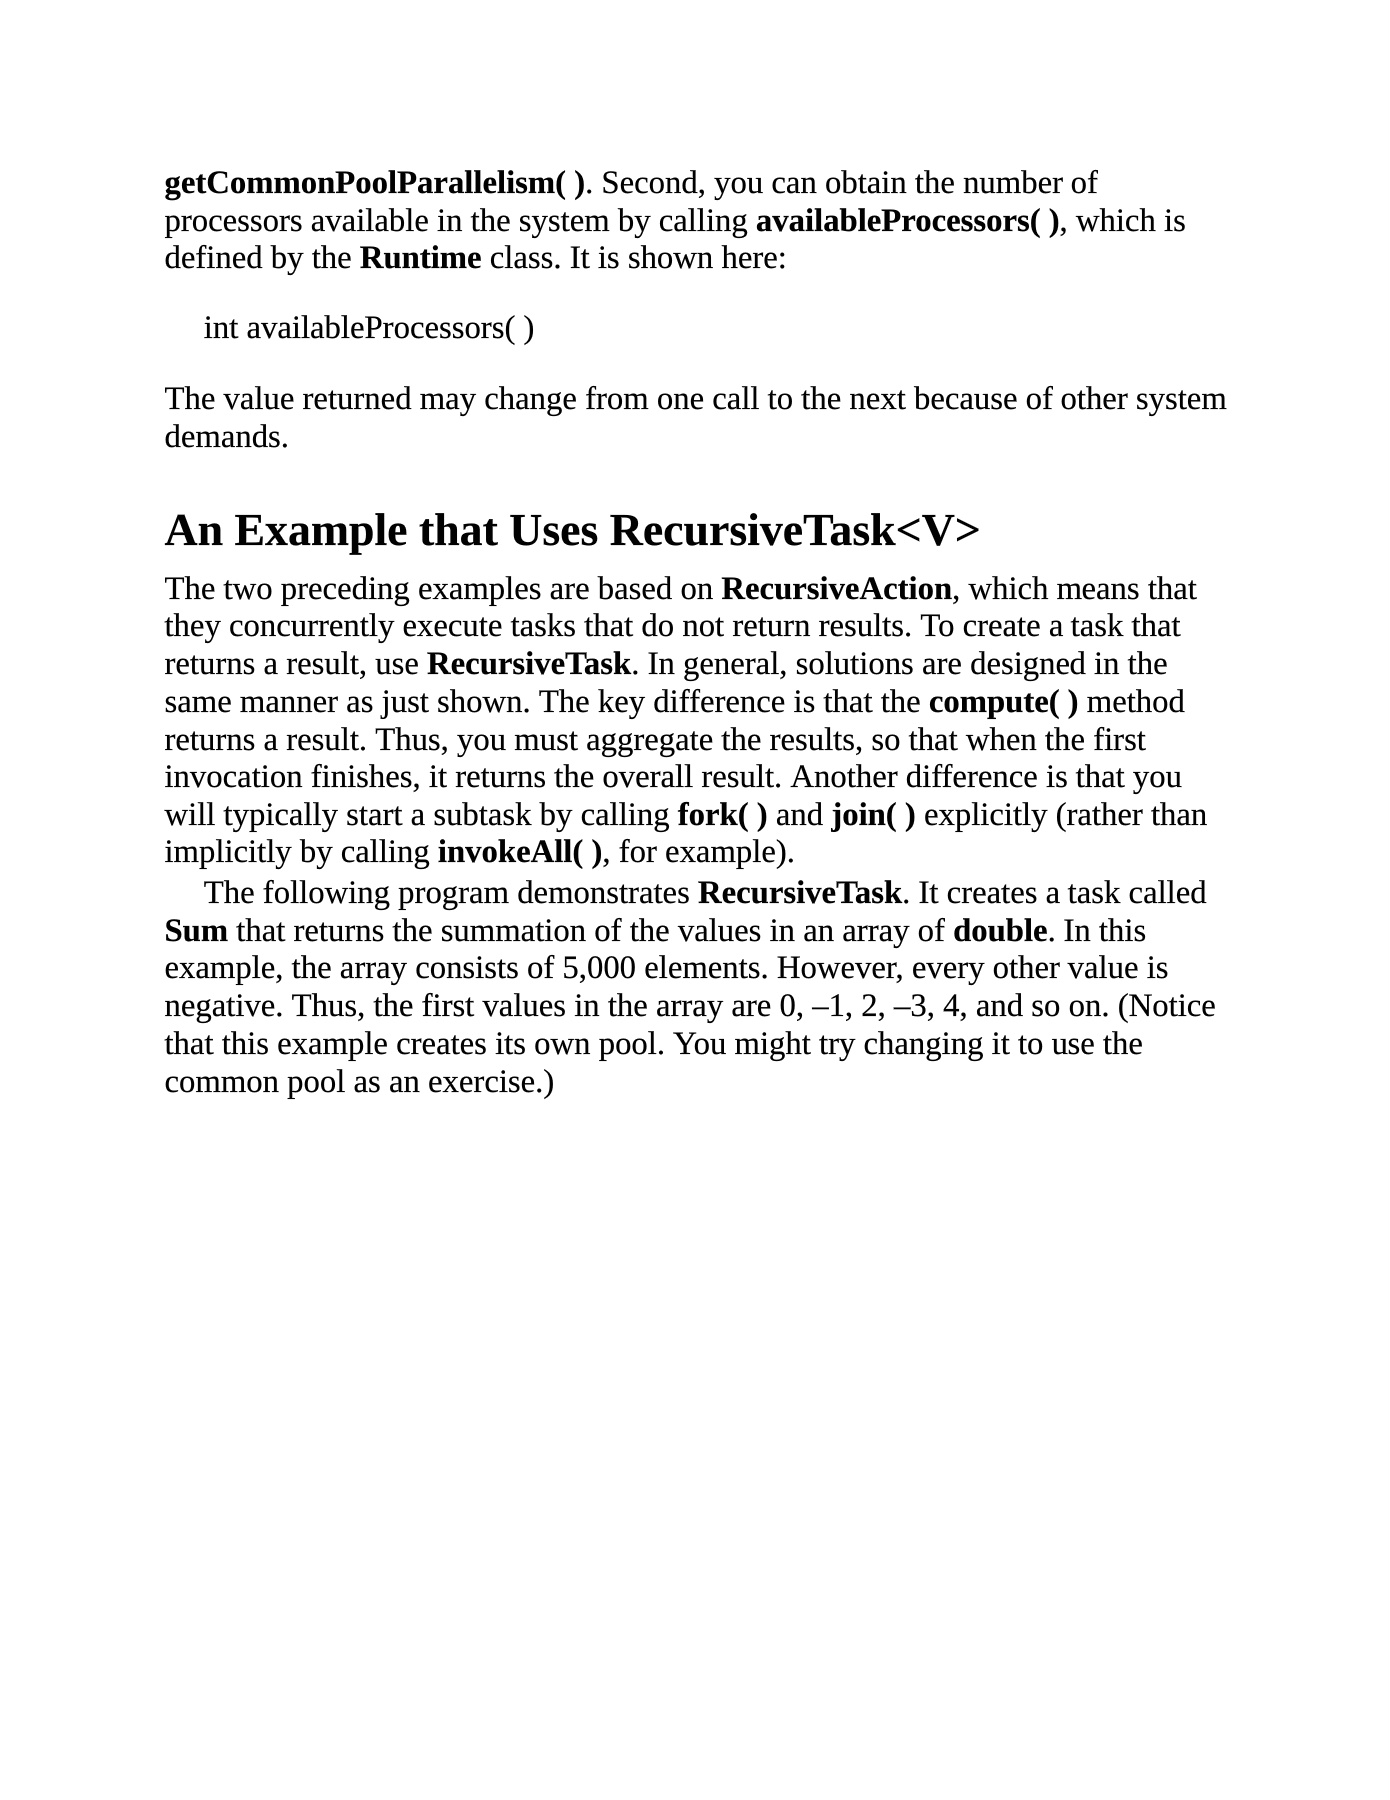 getCommonPoolParallelism( ). Second, you can obtain the number of
processors available in the system by calling availableProcessors( ), which is
defined by the Runtime class. It is shown here:
int availableProcessors( )
The value returned may change from one call to the next because of other system
demands.
An Example that Uses RecursiveTask<V>
The two preceding examples are based on RecursiveAction, which means that
they concurrently execute tasks that do not return results. To create a task that
returns a result, use RecursiveTask. In general, solutions are designed in the
same manner as just shown. The key difference is that the compute( ) method
returns a result. Thus, you must aggregate the results, so that when the first
invocation finishes, it returns the overall result. Another difference is that you
will typically start a subtask by calling fork( ) and join( ) explicitly (rather than
implicitly by calling invokeAll( ), for example).
The following program demonstrates RecursiveTask. It creates a task called
Sum that returns the summation of the values in an array of double. In this
example, the array consists of 5,000 elements. However, every other value is
negative. Thus, the first values in the array are 0, –1, 2, –3, 4, and so on. (Notice
that this example creates its own pool. You might try changing it to use the
common pool as an exercise.)